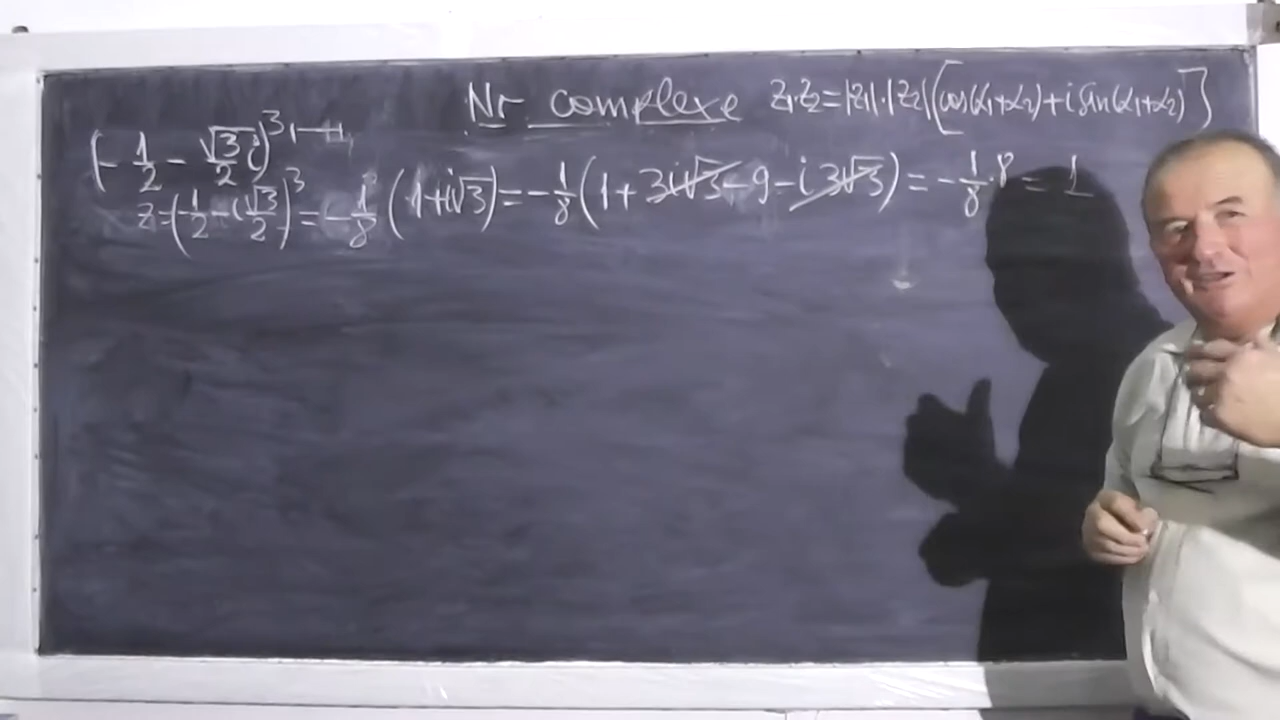 Nr complexe z₁·z₂=|z₁|·|z₂|[cos(α₁+α₂)+i sin(α₁+α₂)]
(-1/2 - √3/2 i)³
z=(-1/2 - i√3/2)³ = -1/8 (1+i√3) = -1/8 (1+3i√3-9-i3√3) = -1/8·8 = 1